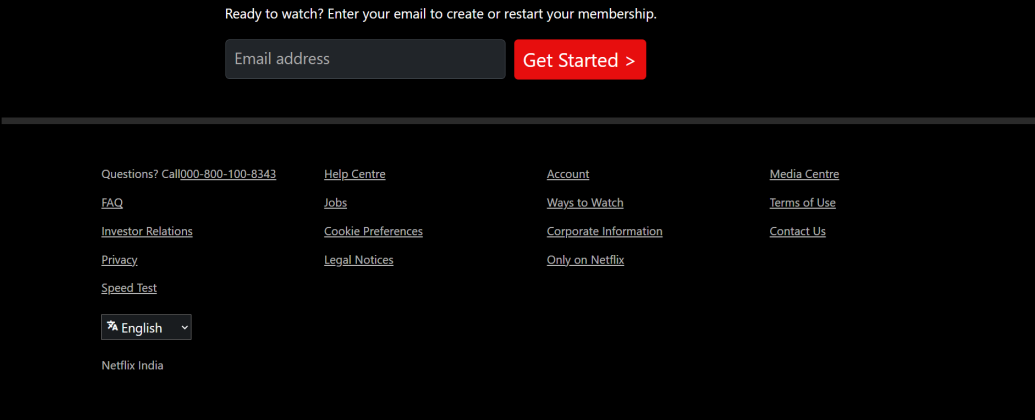 Ready to watch? Enter your email to create or restart your membership.
Email address
Get Started >
Questions? Call000-800-100-8343
Help Centre
Account
Media Centre
FAQ
Jobs
Ways to Watch
Terms of Use
Investor Relations
Cookie Preferences
Corporate Information
Contact Us
Privacy
Legal Notices
Only on Netflix
Speed Test
English
Netflix India